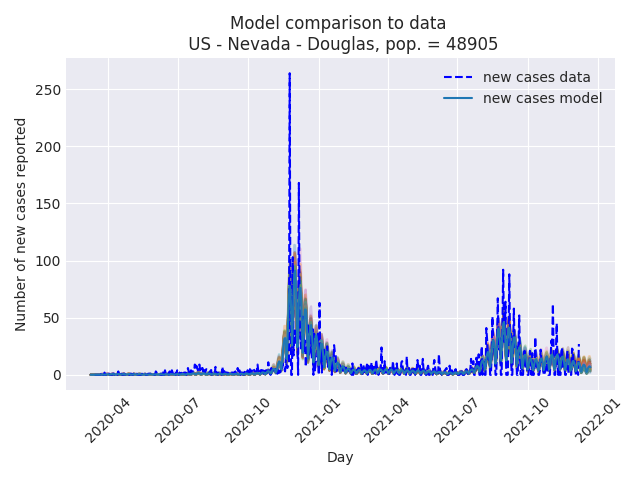 Model comparison to data
US - Nevada - Douglas, pop. = 48905
new cases data
new cases model
Number of new cases reported
250
200
150
100
50
0
2020-04
2020-07
2020-10
2021-01
2021-04
2021-07
2021-10
2022-01
Day